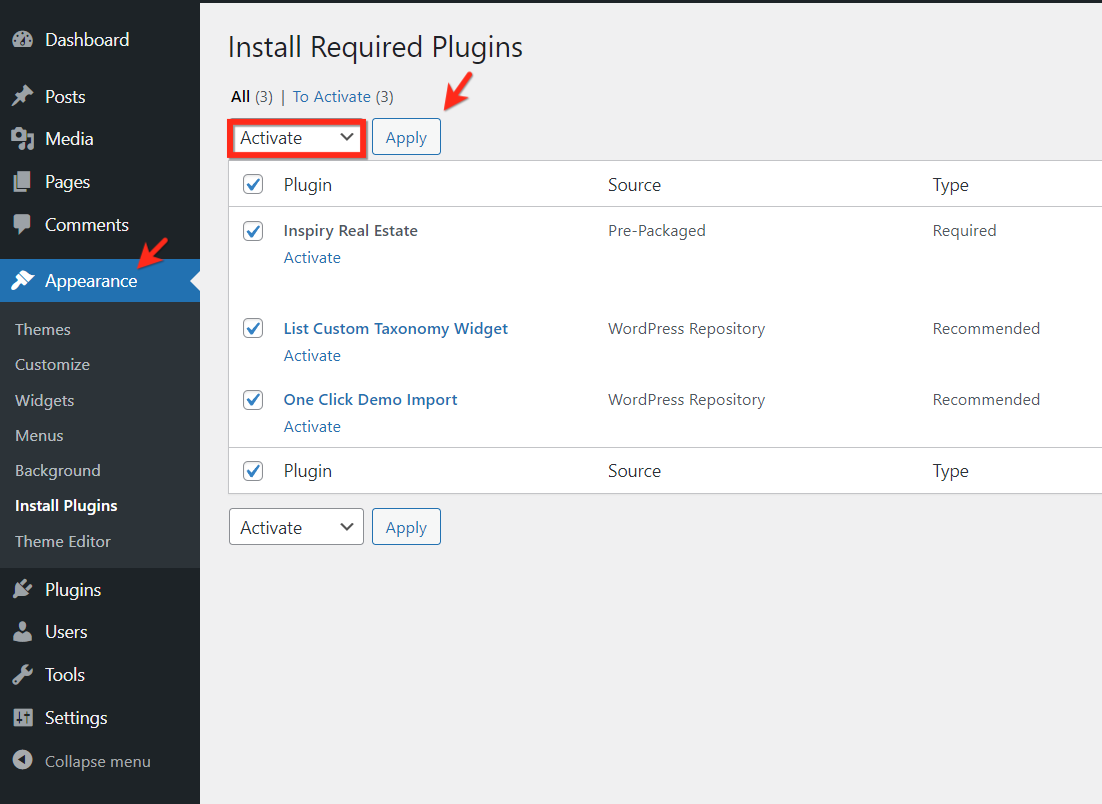 Dashboard
Posts
Media
Pages
Comments
Appearance
Themes
Customize
Widgets
Menus
Background
Install Plugins
Theme Editor
Plugins
Users
Tools
Settings
Collapse menu
Install Required Plugins
All (3) | To Activate (3)
Activate Apply
Plugin Source Type
Inspiry Real Estate Pre-Packaged Required
Activate
List Custom Taxonomy Widget WordPress Repository Recommended
Activate
One Click Demo Import WordPress Repository Recommended
Activate
Plugin Source Type
Activate Apply